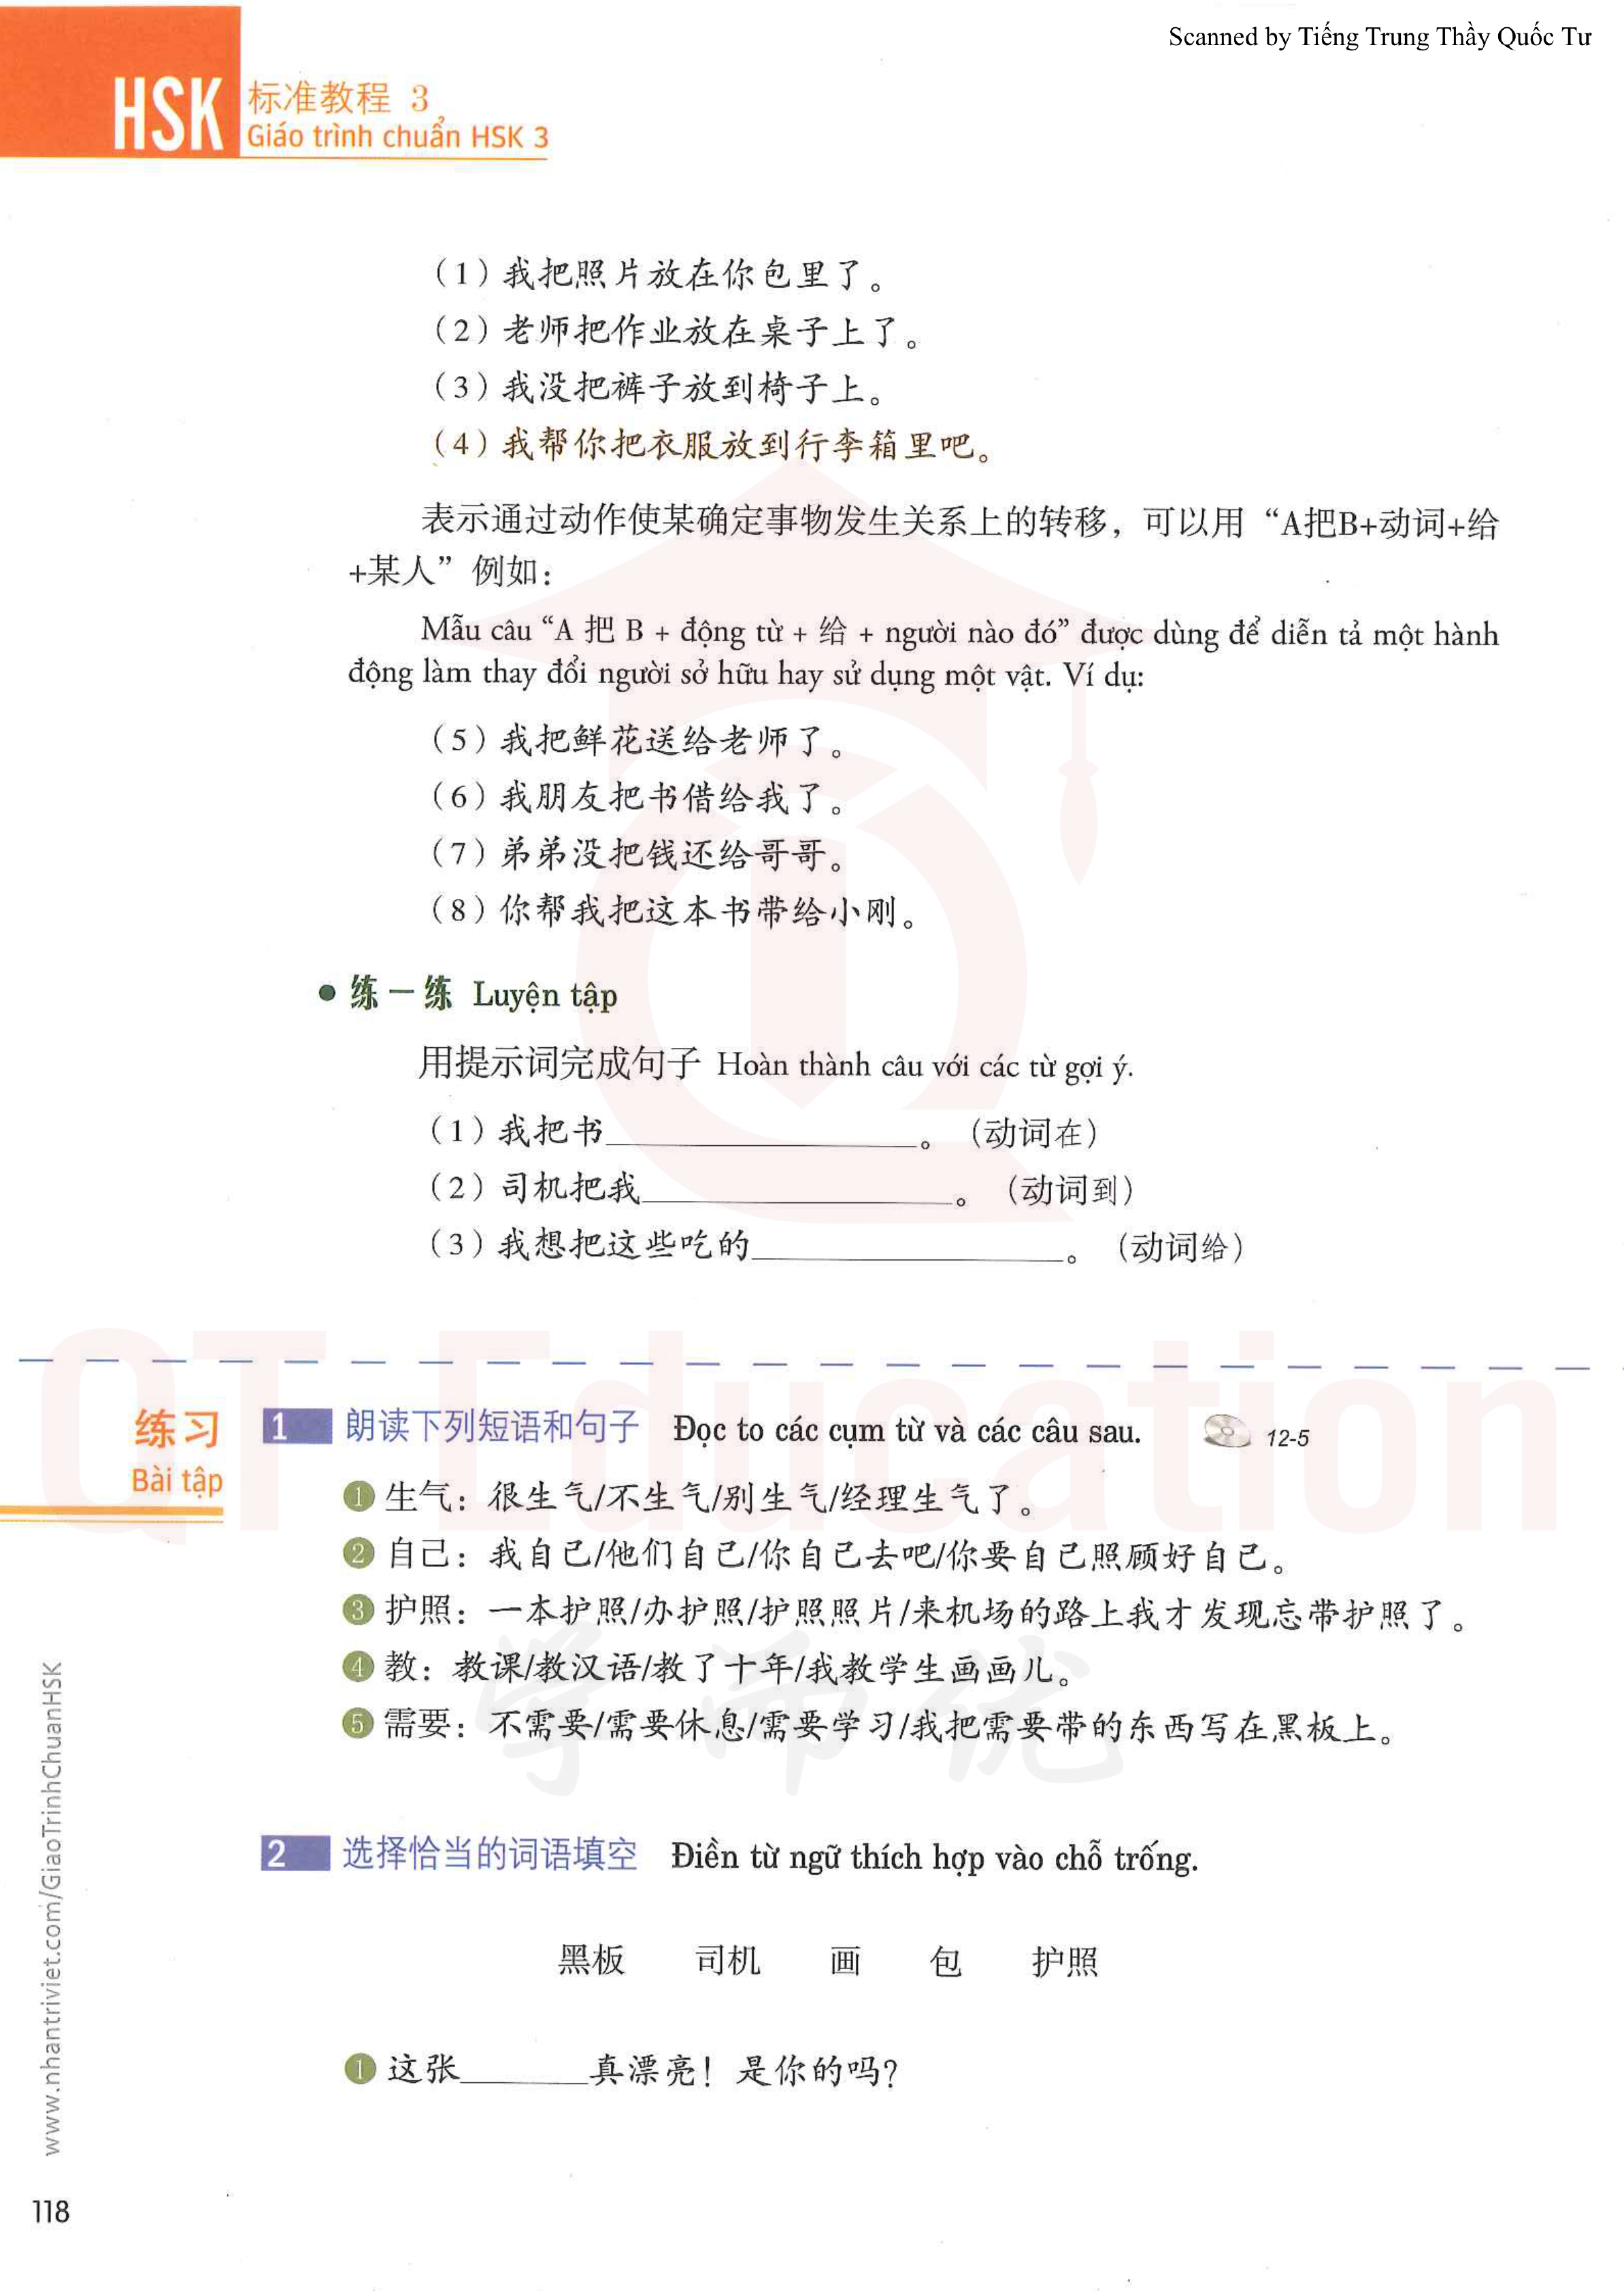 Scanned by Tiếng Trung Thầy Quốc Tư
HSK 标准教程 3
Giáo trình chuẩn HSK 3
（1）我把照片放在你包里了。
（2）老师把作业放在桌子上了。
（3）我没把裤子放到椅子上。
（4）我帮你把衣服放到行李箱里吧。
表示通过动作使某确定事物发生关系上的转移，可以用“A把B+动词+给
+某人”例如：
Mẫu câu “A 把 B + động từ + 给 + người nào đó” được dùng để diễn tả một hành
động làm thay đổi người sở hữu hay sử dụng một vật. Ví dụ:
（5）我把鲜花送给老师了。
（6）我朋友把书借给我了。
（7）弟弟没把钱还给哥哥。
（8）你帮我把这本书带给小刚。
• 练一练 Luyện tập
用提示词完成句子 Hoàn thành câu với các từ gợi ý.
（1）我把书__________________。（动词在）
（2）司机把我__________________。（动词到）
（3）我想把这些吃的__________________。（动词给）
QT Education
练习
Bài tập
1 朗读下列短语和句子 Đọc to các cụm từ và các câu sau. 12-5
① 生气：很生气/不生气/别生气/经理生气了。
② 自己：我自己/他们自己/你自己去吧/你要自己照顾好自己。
③ 护照：一本护照/办护照/护照照片/来机场的路上我才发现忘带护照了。
④ 教：教课/教汉语/教了十年/我教学生画画儿。
⑤ 需要：不需要/需要休息/需要学习/我把需要带的东西写在黑板上。
学而优
2 选择恰当的词语填空 Điền từ ngữ thích hợp vào chỗ trống.
黑板 司机 画 包 护照
① 这张_______真漂亮！是你的吗？
www.nhantriviet.com/GiaoTrinhChuanHSK
118